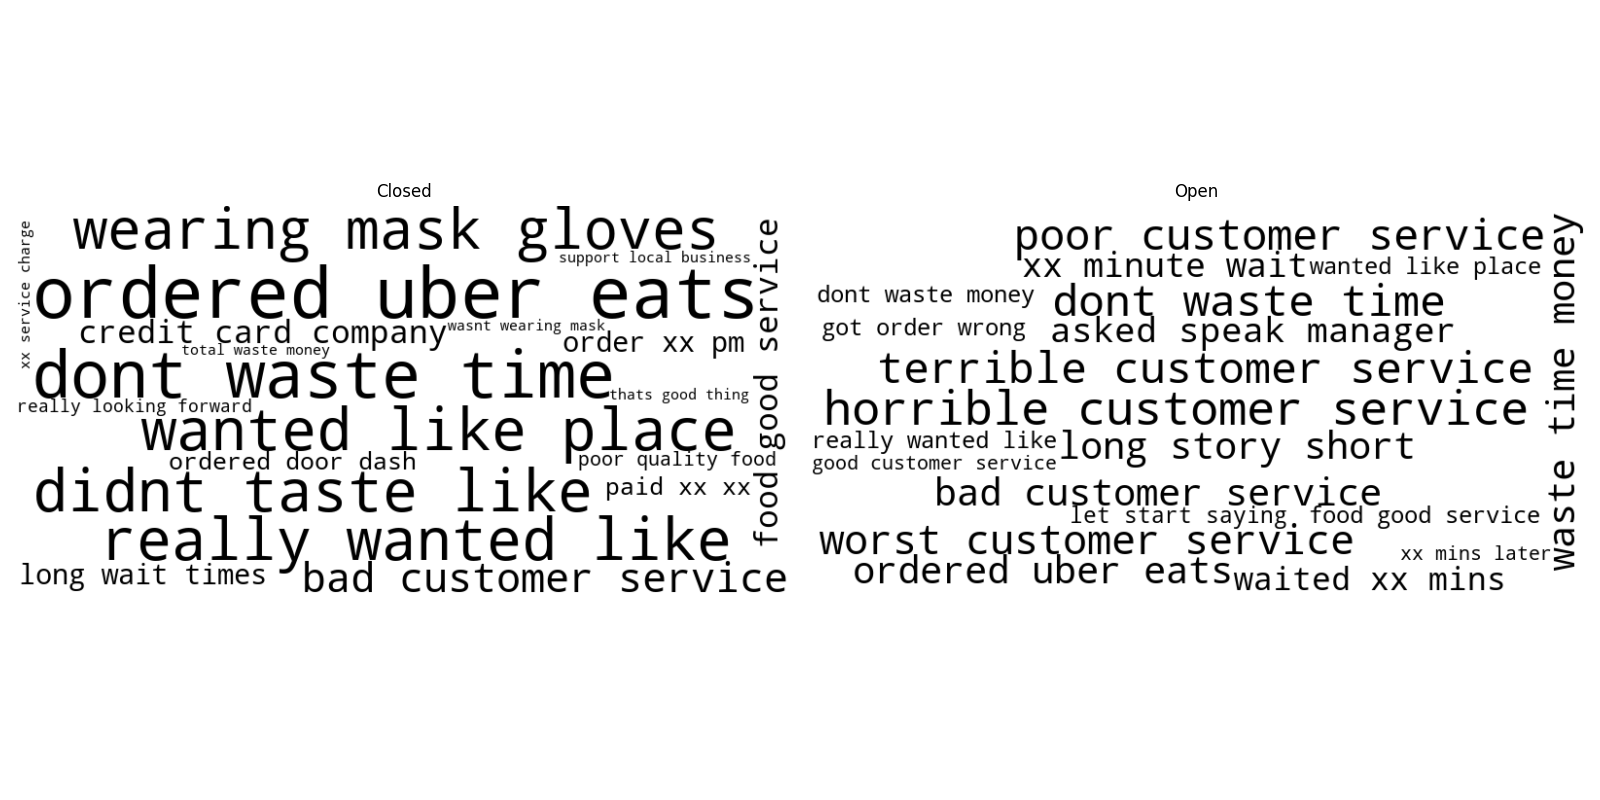 Closed
xx service charge
wearing mask gloves
support local business
ordered uber eats
credit card company
wasnt wearing mask
order xx pm
total waste money
dont waste time
thats good thing
really looking forward
wanted like place
ordered door dash
poor quality food
didnt taste like
paid xx xx
really wanted like
long wait times
bad customer service
food good service
Open
poor customer service
xx minute wait
wanted like place
dont waste money
dont waste time
got order wrong
asked speak manager
terrible customer service
horrible customer service
really wanted like
long story short
good customer service
bad customer service
let start saying
food good service
worst customer service
xx mins later
ordered uber eats
waited xx mins
waste time money